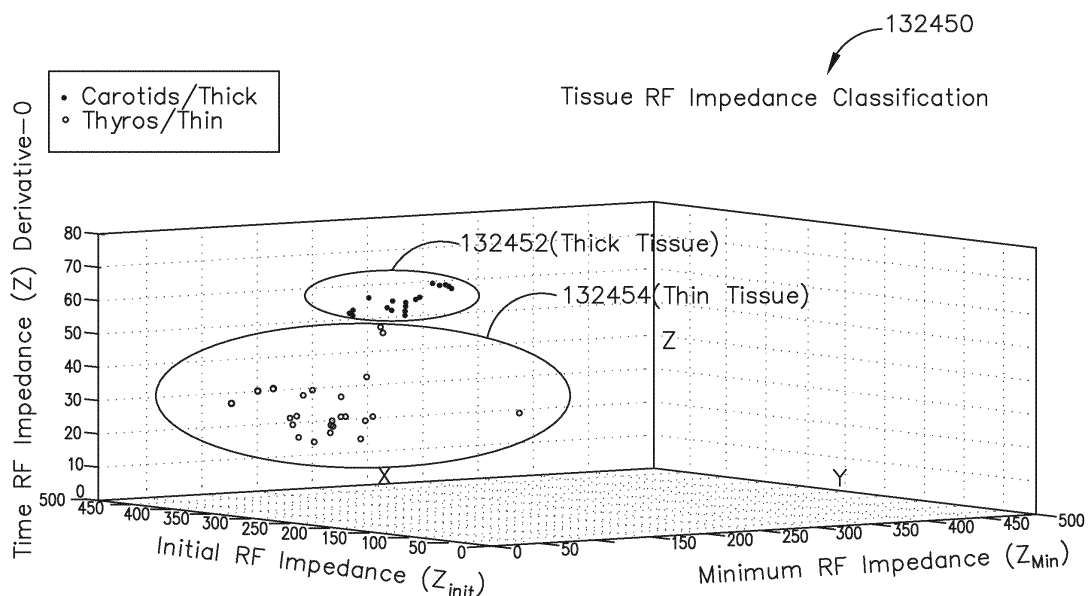 132450
Tissue RF Impedance Classification
Carotids/Thick
Thyros/Thin
Time RF Impedance (Z) Derivative-0
132452(Thick Tissue)
132454(Thin Tissue)
80
70
60
50
40
30
20
10
0
Z
X
Y
500 450 400 350 300 250 200 150 100 50 0
0 50 150 200 250 300 350 400 450 500
Initial RF Impedance (Zinit)
Minimum RF Impedance (ZMin)